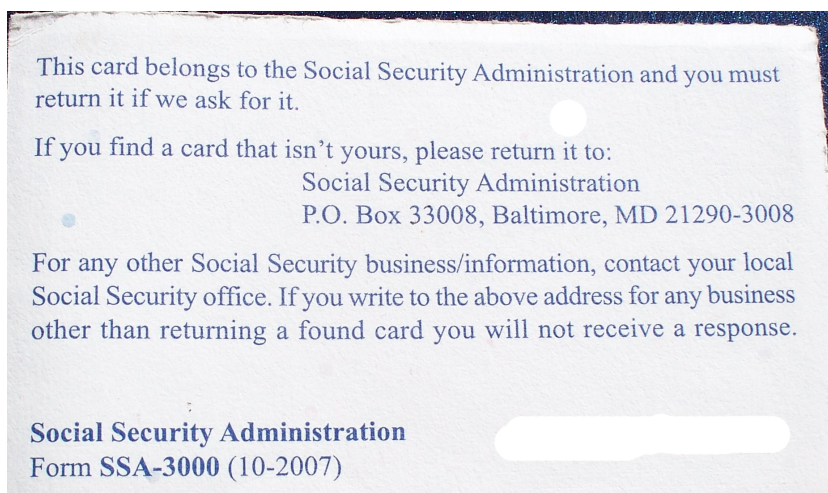 This card belongs to the Social Security Administration and you must
return it if we ask for it.
If you find a card that isn't yours, please return it to:
Social Security Administration
P.O. Box 33008, Baltimore, MD 21290-3008
For any other Social Security business/information, contact your local
Social Security office. If you write to the above address for any business
other than returning a found card you will not receive a response.
Social Security Administration
Form SSA-3000 (10-2007)